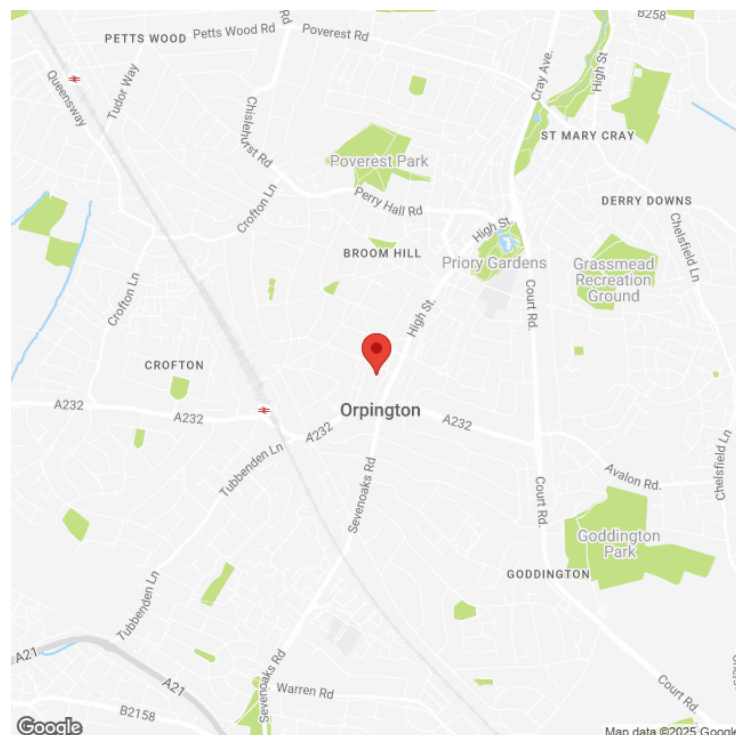 B258
PETTS WOOD
Petts Wood Rd
Rd
Poverest Rd
Queensway
Tudor Way
Cray Ave.
High St
Chislehurst Rd
ST MARY CRAY
Poverest Park
Crofton Ln
Perry Hall Rd
DERRY DOWNS
High St.
BROOM HILL
Priory Gardens
Chelsfield Ln
Grassmead
Recreation
Ground
Crofton Ln
High St.
Court Rd.
CROFTON
A232
A232
Orpington
A232
A232
Tubbenden Ln
Sevenoaks Rd
Avalon Rd.
Chelsfield Ln
Court Rd.
Goddington
Park
GODDINGTON
Tubbenden Ln
A21
A21
Sevenoaks Rd
Warren Rd
Court Rd.
B2158
Google
Map data ©2025 Google